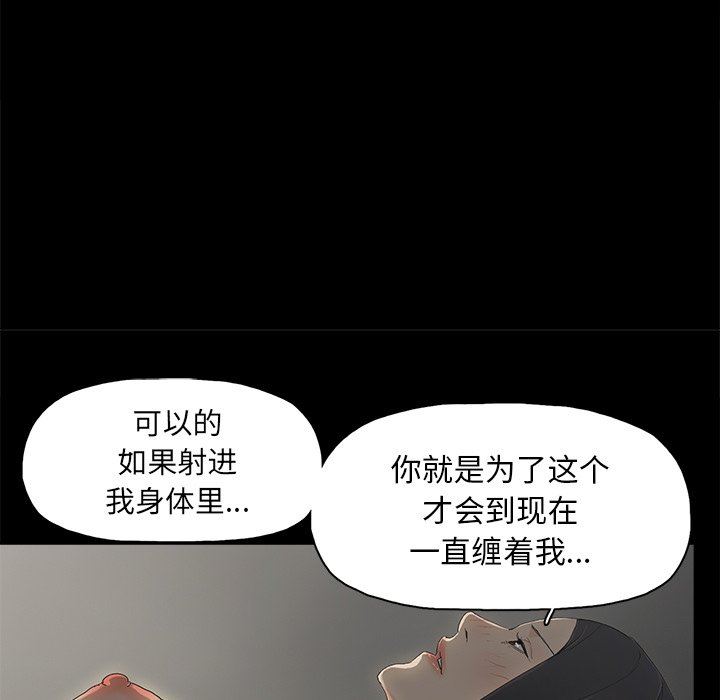 可以的
如果射进
我身体里...
你就是为了这个
才会到现在
一直缠着我...